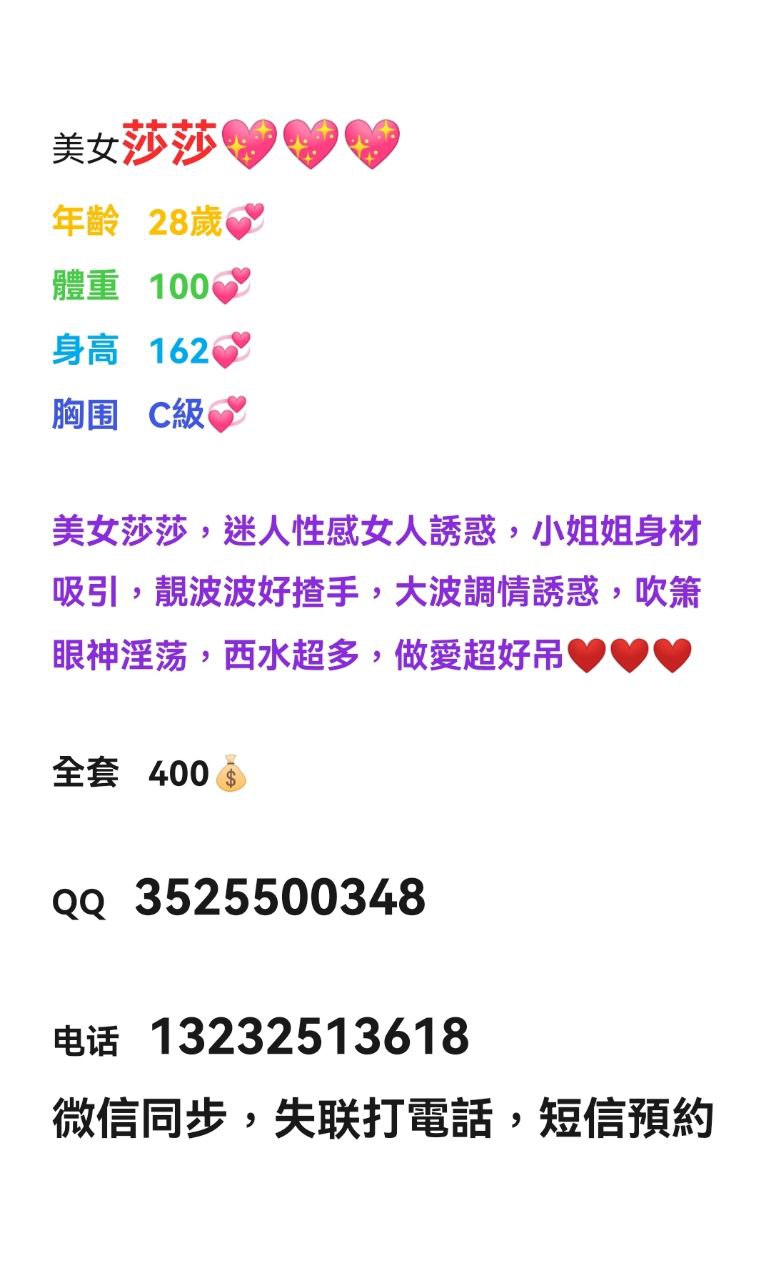 美女莎莎💖💖💖
年齡 28歲💞
體重 100💞
身高 162💞
胸围 C級💞
美女莎莎，迷人性感女人誘惑，小姐姐身材
吸引，靚波波好揸手，大波調情誘惑，吹箫
眼神淫荡，西水超多，做愛超好吊❤️❤️❤️
全套 400💰
QQ 3525500348
电话 13232513618
微信同步，失联打電話，短信預約